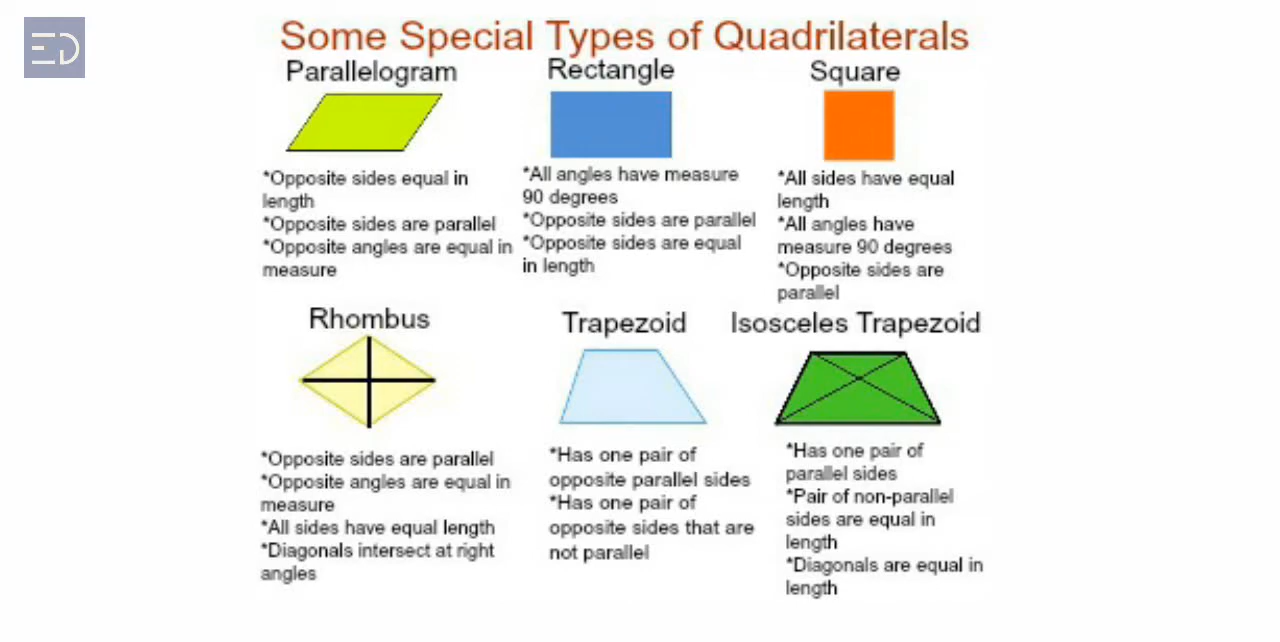 ED
Some Special Types of Quadrilaterals
Parallelogram
*Opposite sides equal in
length
*Opposite sides are parallel
*Opposite angles are equal in
measure
Rectangle
*All angles have measure
90 degrees
*Opposite sides are parallel
*Opposite sides are equal
in length
Square
*All sides have equal
length
*All angles have
measure 90 degrees
*Opposite sides are
parallel
Rhombus
*Opposite sides are parallel
*Opposite angles are equal in
measure
*All sides have equal length
*Diagonals intersect at right
angles
Trapezoid
*Has one pair of
opposite parallel sides
*Has one pair of
opposite sides that are
not parallel
Isosceles Trapezoid
*Has one pair of
parallel sides
*Pair of non-parallel
sides are equal in
length
*Diagonals are equal in
length